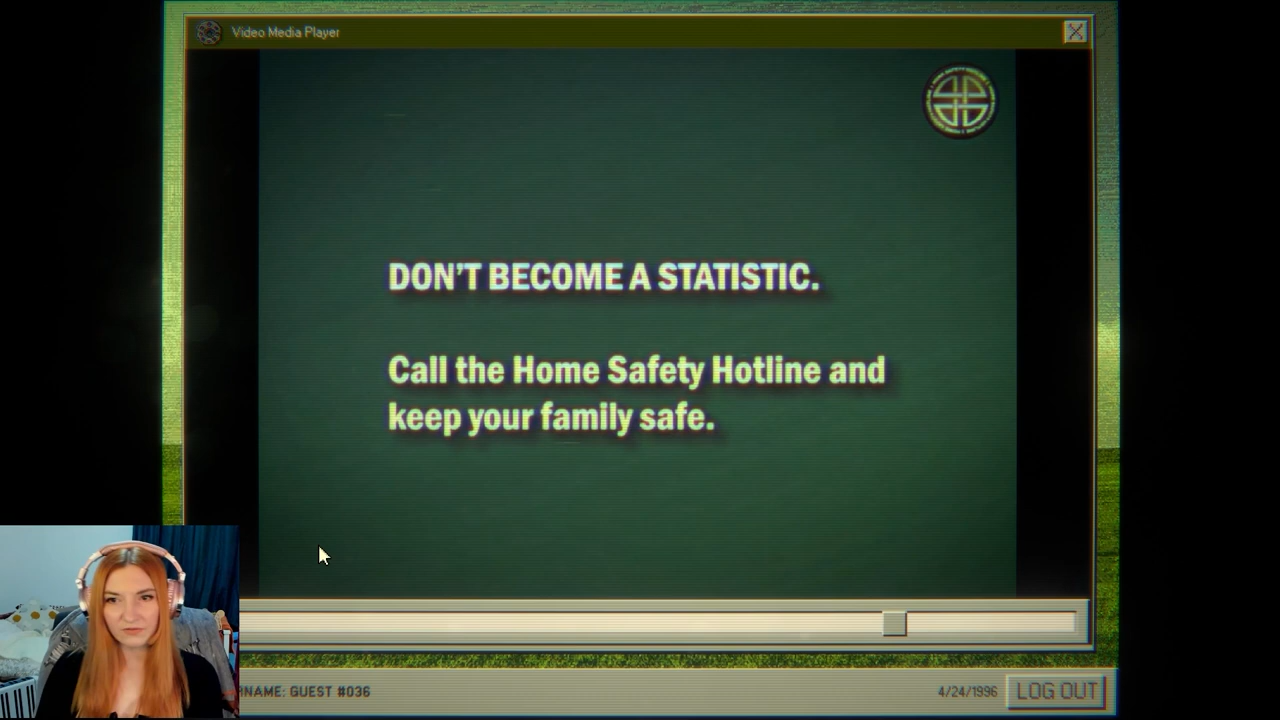 Video Media Player
DON'T BECOME A STATISTIC.
Call the Home Safety Hotline and
keep your family safe.
NAME: GUEST #036
4/24/1996
LOG OUT